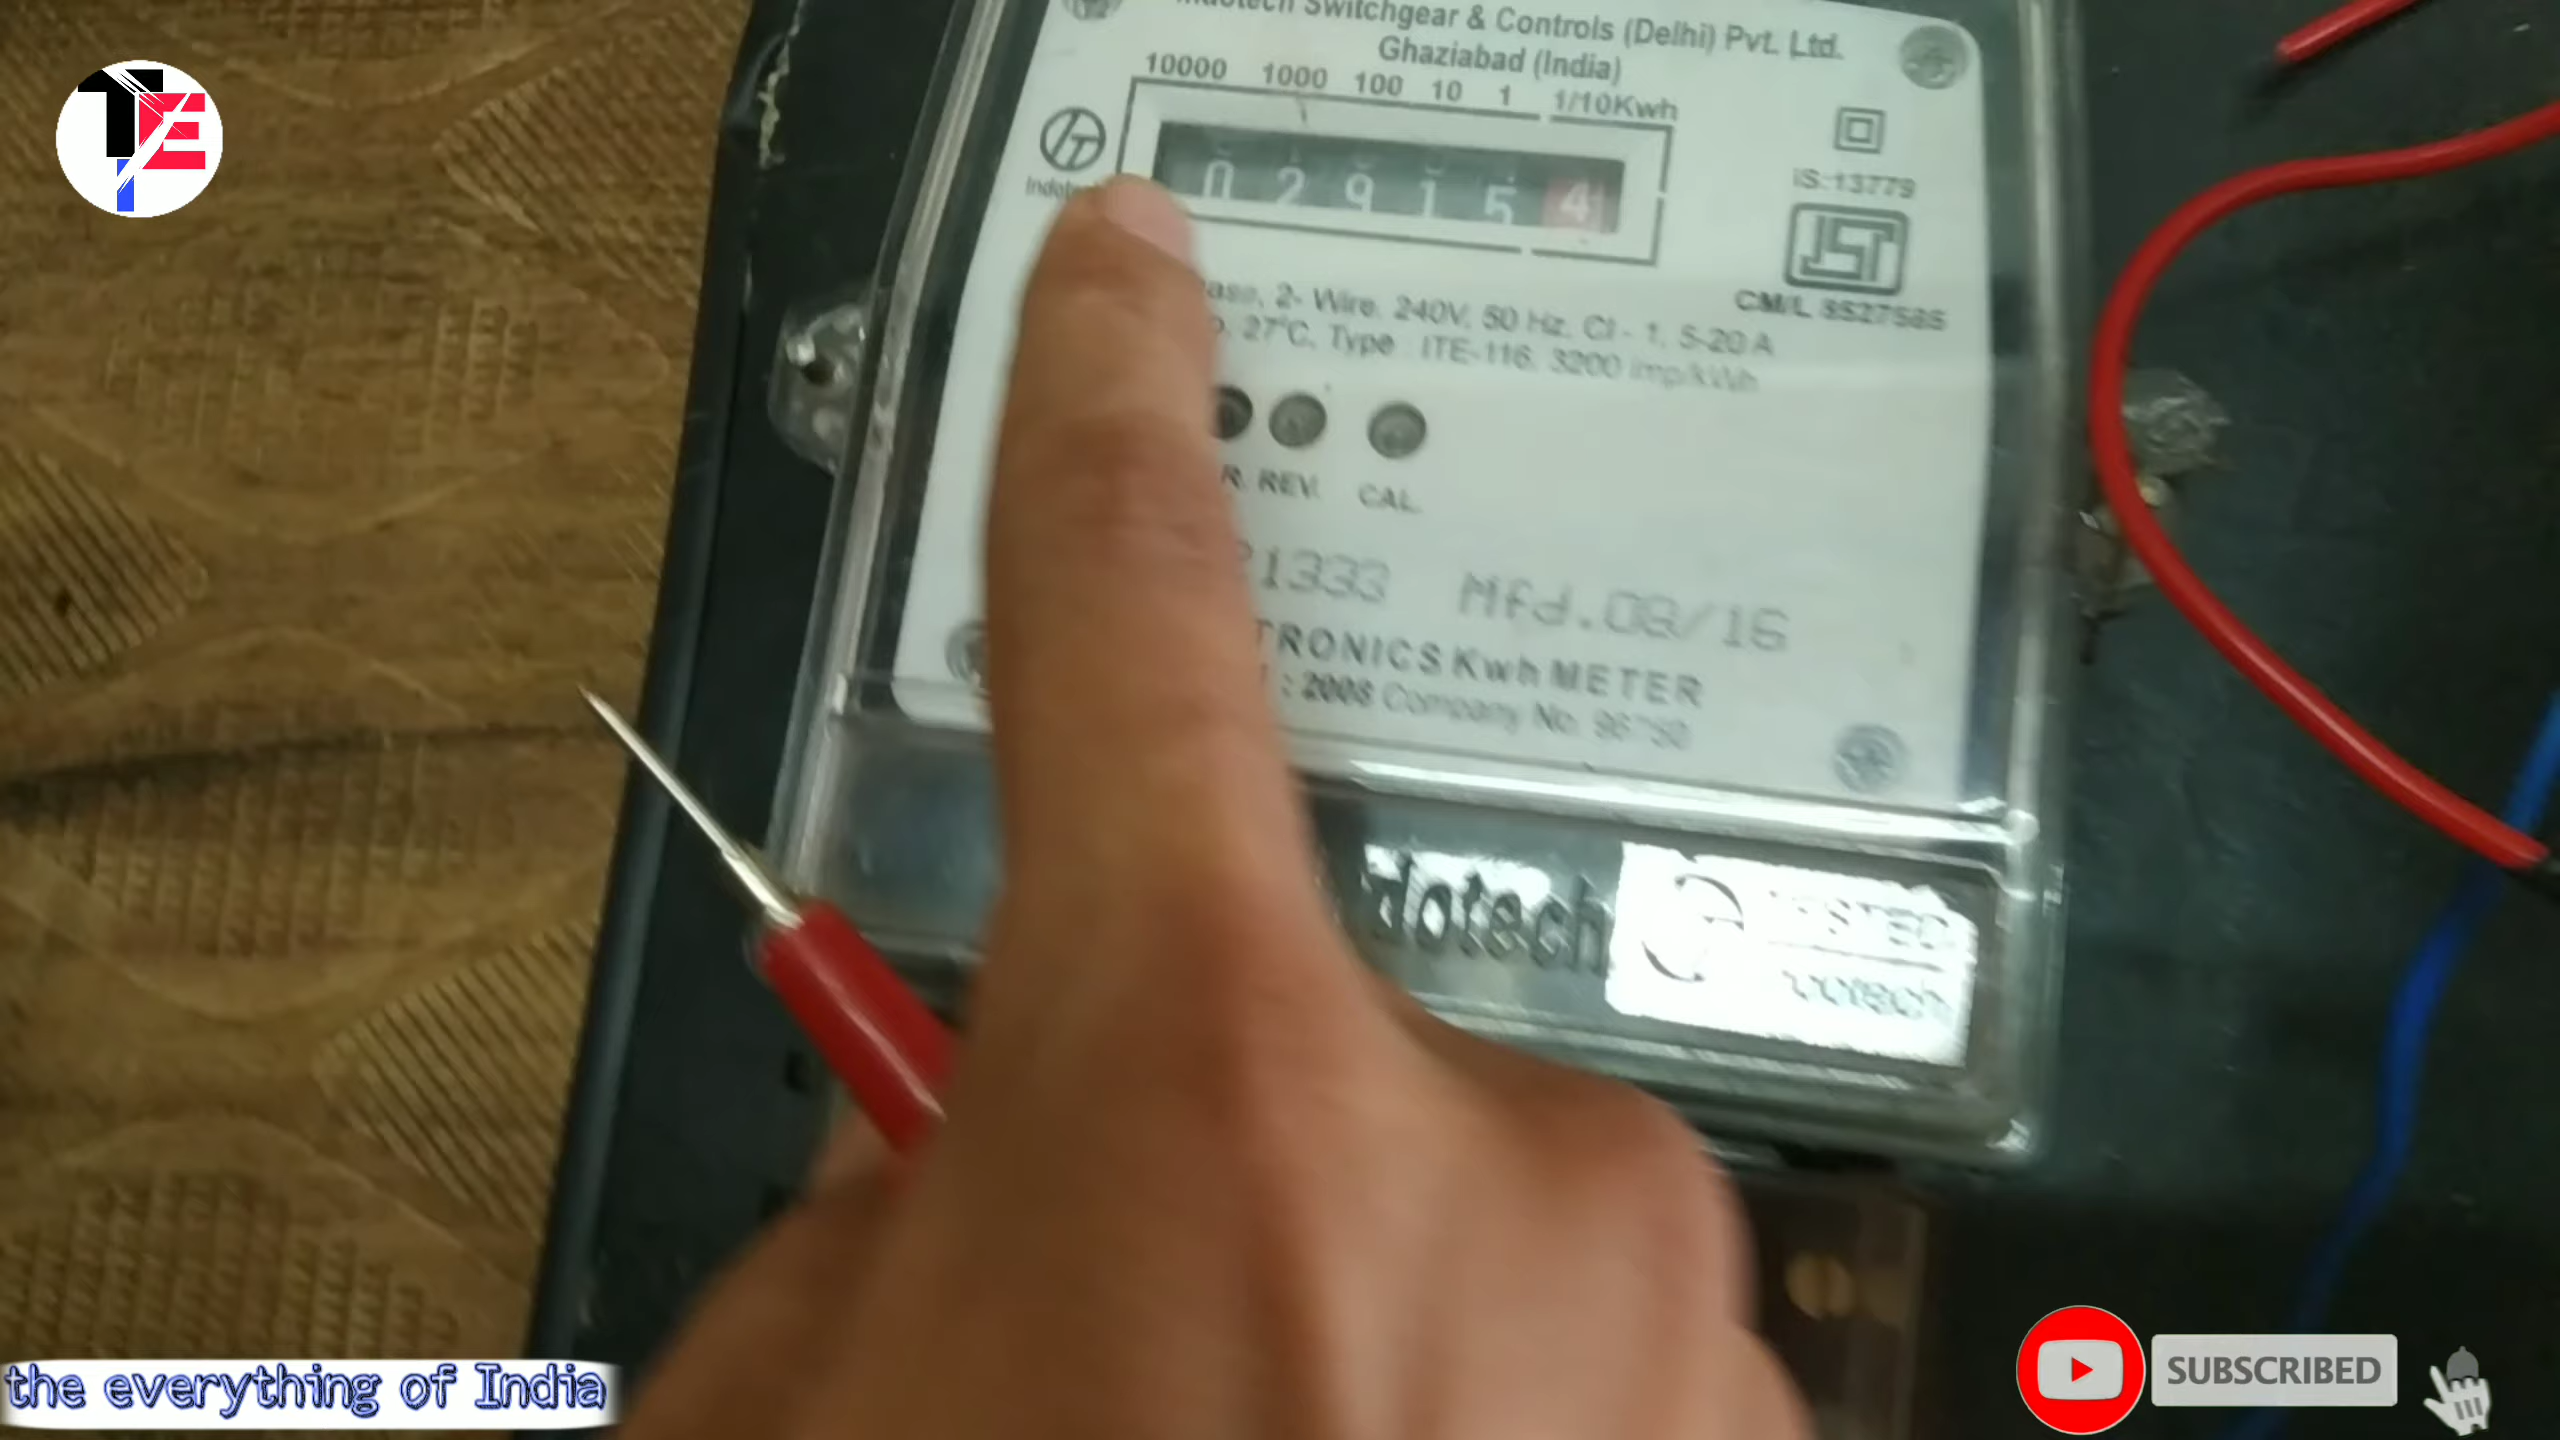 Switchgear & Controls (Delhi) Pvt. Ltd.
Ghaziabad (India)
10000 1000 100 10 1 1/10Kwh
0 2 9 1 5 4
IS:13779
2- Wire, 240V, 50 Hz, Cl - 1, 5-20 A
27°C, Type ITE-116, 3200 imp/kWh
R. REV. CAL.
1333 Mfd.08/16
TRONICS Kwh METER
: 2008 Company No.
dotech
the everything of India
SUBSCRIBED